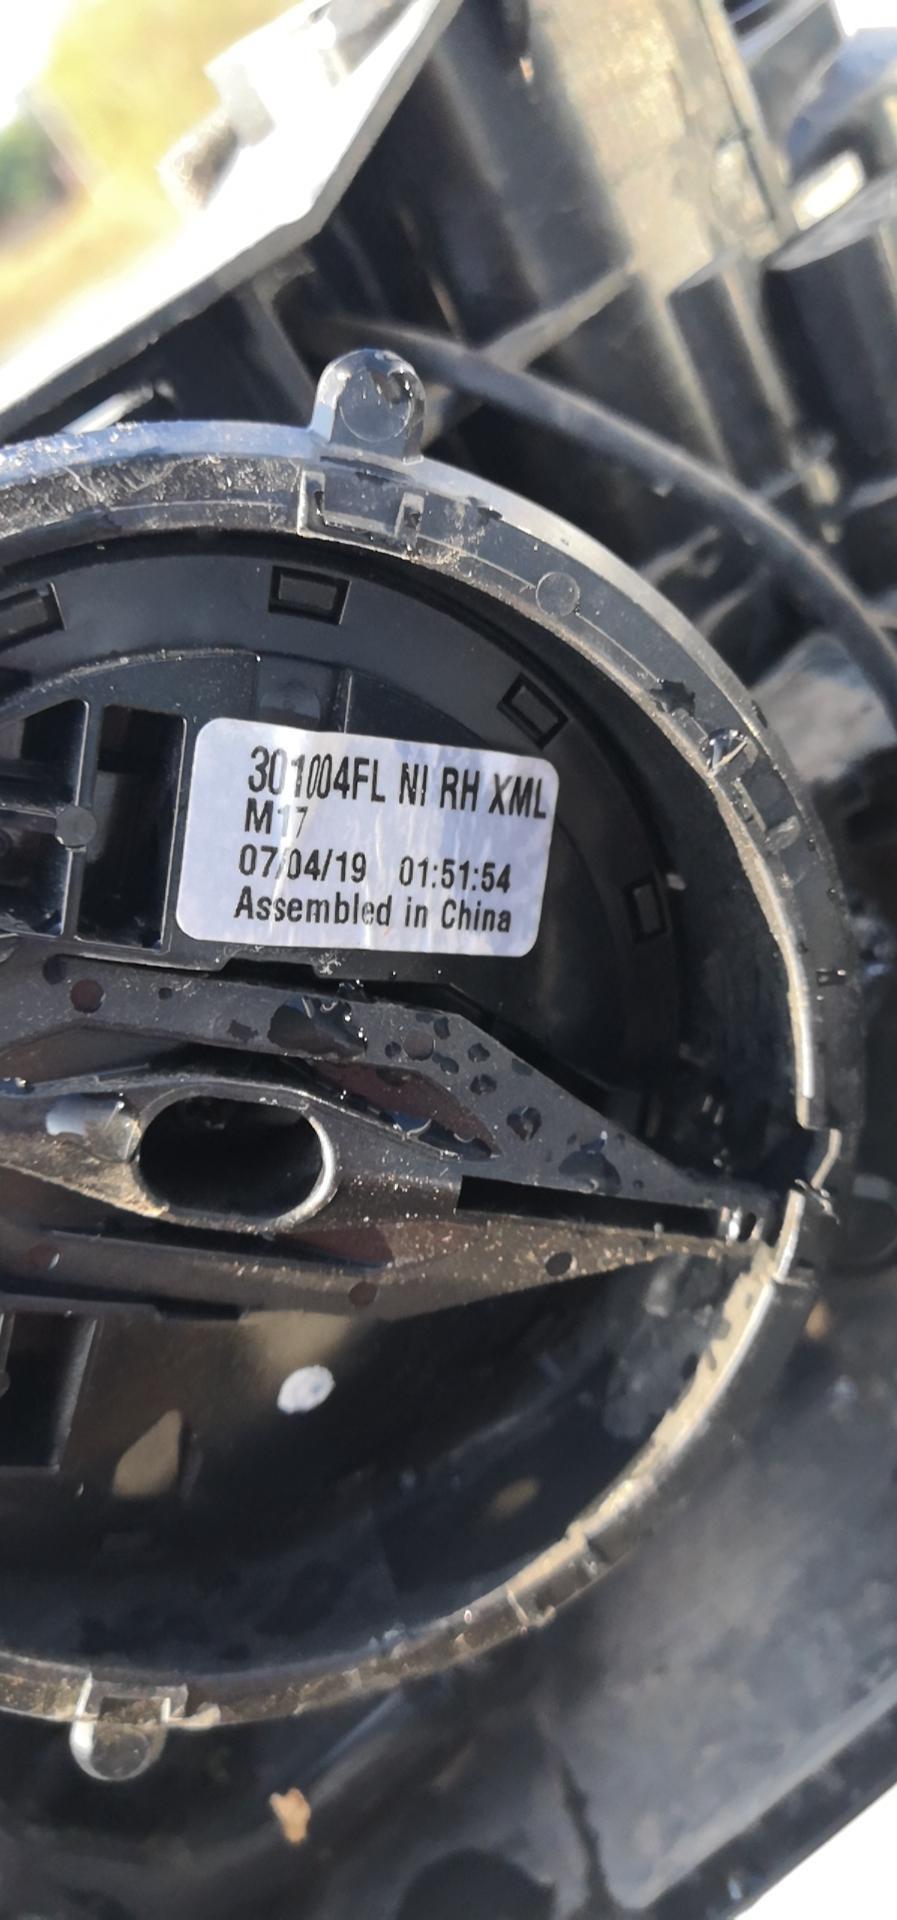 301004FL NI RH XML
M17
07/04/19 01:51:54
Assembled in China